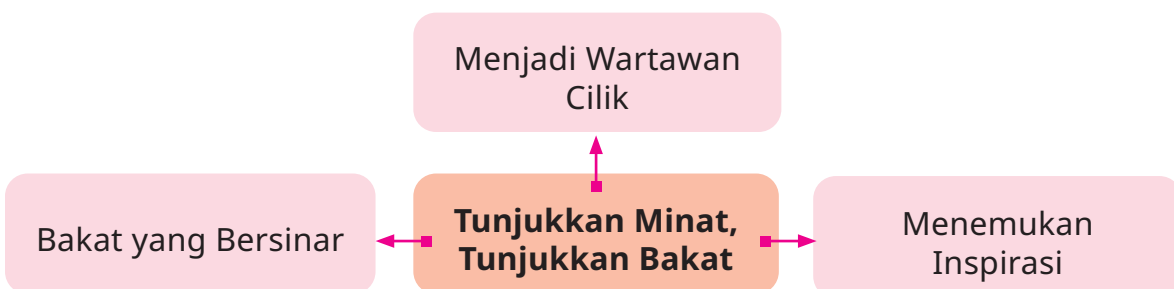 Menjadi Wartawan
Cilik
Bakat yang Bersinar
Tunjukkan Minat,
Tunjukkan Bakat
Menemukan
Inspirasi